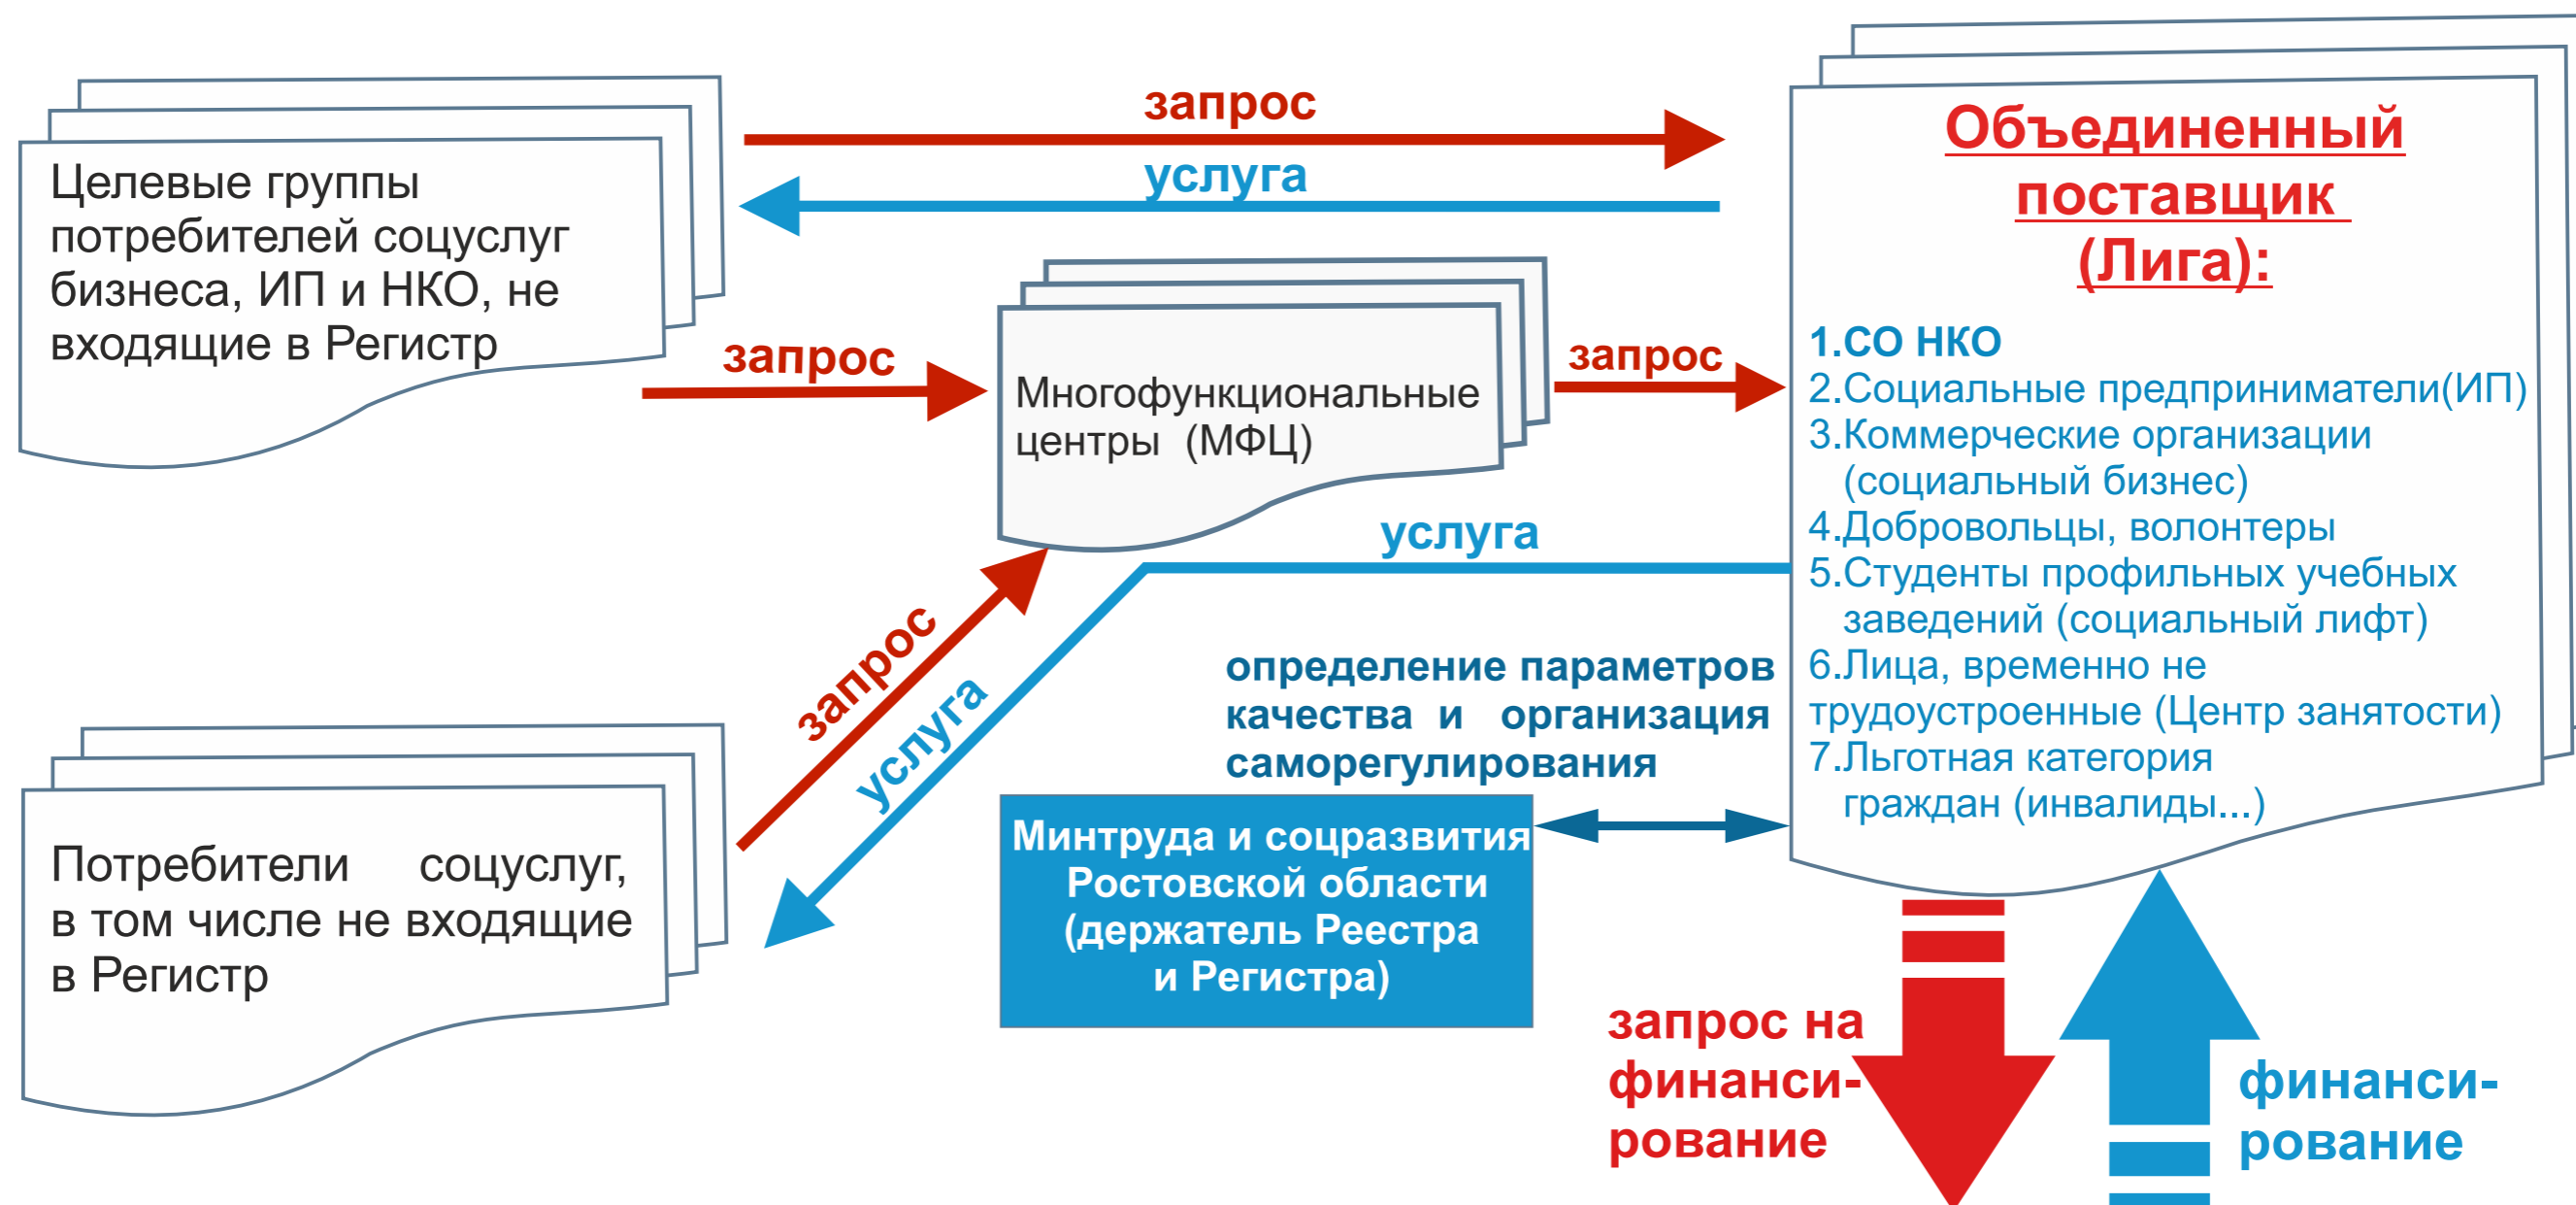 запрос
услуга
Целевые группы
потребителей соцуслуг
бизнеса, ИП и НКО, не
входящие в Регистр
запрос
Многофункциональные
центры (МФЦ)
запрос
Объединенный
поставщик
(Лига):
1.СО НКО
2.Социальные предприниматели(ИП)
3.Коммерческие организации
(социальный бизнес)
4.Добровольцы, волонтеры
5.Студенты профильных учебных
заведений (социальный лифт)
6.Лица, временно не
трудоустроенные (Центр занятости)
7.Льготная категория
граждан (инвалиды...)
услуга
запрос
услуга
определение параметров
качества и организация
саморегулирования
Минтруда и соцразвития
Ростовской области
(держатель Реестра
и Регистра)
Потребители соцуслуг,
в том числе не входящие
в Регистр
запрос на
финанси-
рование
финанси-
рование